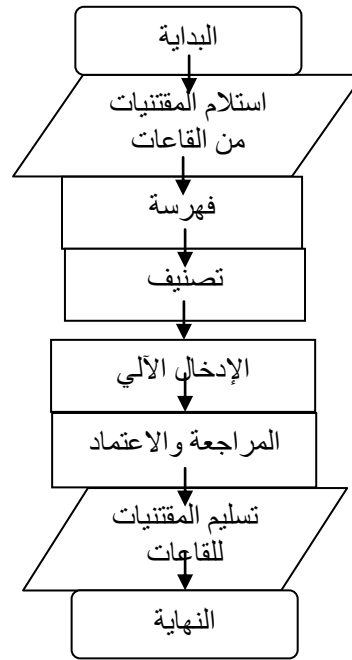 البداية
استلام المقتنيات
من القاعات
فهرسة
تصنيف
الإدخال الآلي
المراجعة والاعتماد
تسليم المقتنيات
للقاعات
النهاية